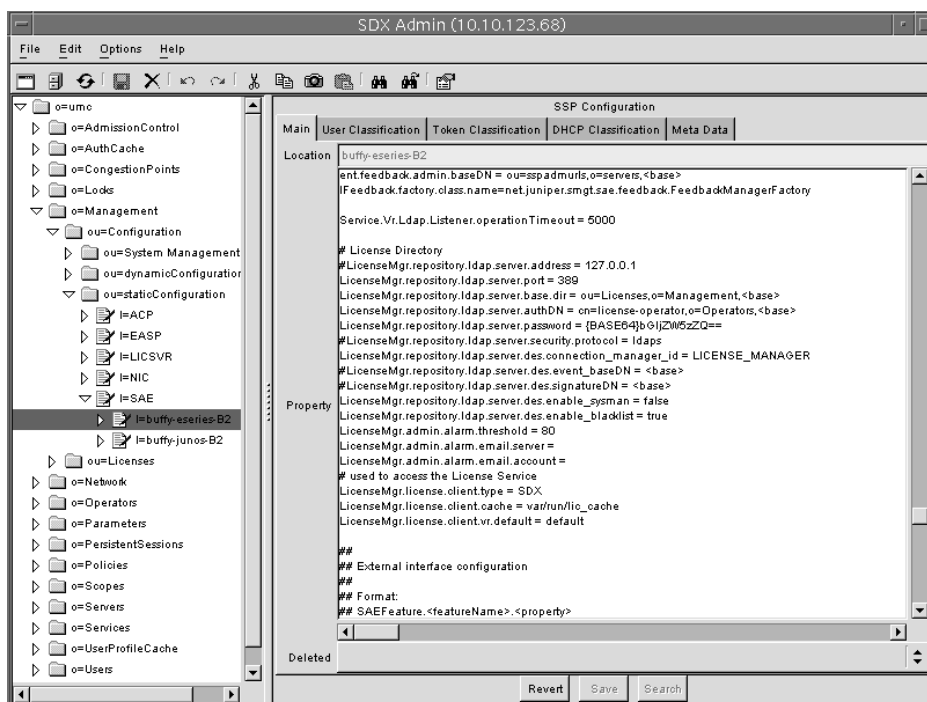 SDX Admin (10.10.123.68)
File Edit Options Help
o=umc
o=AdmissionControl
o=AuthCache
o=CongestionPoints
o=Locks
o=Management
ou=Configuration
ou=System Management
ou=dynamicConfiguration
ou=staticConfiguration
l=ACP
l=EASP
l=LICSVR
l=NIC
l=SAE
l=buffy-eseries-B2
l=buffy-junos-B2
ou=Licenses
o=Network
o=Operators
o=Parameters
o=PersistentSessions
o=Policies
o=Scopes
o=Servers
o=Services
o=UserProfileCache
o=Users
SSP Configuration
Main User Classification Token Classification DHCP Classification Meta Data
Location buffy-eseries-B2
Property
ent.feedback.admin.baseDN = ou=sspadmurls,o=servers,<base>
IFeedback.factory.class.name=net.juniper.smgt.sae.feedback.FeedbackManagerFactory
Service.Vr.Ldap.Listener.operationTimeout = 5000
# License Directory
#LicenseMgr.repository.ldap.server.address = 127.0.0.1
LicenseMgr.repository.ldap.server.port = 389
LicenseMgr.repository.ldap.server.base.dir = ou=Licenses,o=Management,<base>
LicenseMgr.repository.ldap.server.authDN = cn=license-operator,o=Operators,<base>
LicenseMgr.repository.ldap.server.password = {BASE64}bGljZW5zZQ==
#LicenseMgr.repository.ldap.server.security.protocol = ldaps
LicenseMgr.repository.ldap.server.des.connection_manager_id = LICENSE_MANAGER
#LicenseMgr.repository.ldap.server.des.event_baseDN = <base>
#LicenseMgr.repository.ldap.server.des.signatureDN = <base>
LicenseMgr.repository.ldap.server.des.enable_sysman = false
LicenseMgr.repository.ldap.server.des.enable_blacklist = true
LicenseMgr.admin.alarm.threshold = 80
LicenseMgr.admin.alarm.email.server =
LicenseMgr.admin.alarm.email.account =
# used to access the License Service
LicenseMgr.license.client.type = SDX
LicenseMgr.license.client.cache = var/run/lic_cache
LicenseMgr.license.client.vr.default = default
##
## External interface configuration
##
## Format:
## SAEFeature.<featureName>.<property>
Deleted
Revert Save Search